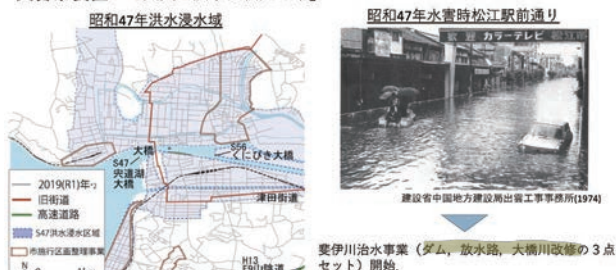 昭和47年洪水浸水域
昭和47年水害時松江駅前通り
カラーテレビ
大橋
S56
くにびき大橋
S47
宍道湖
大橋
2019(R1)年
旧街道
高速道路
S47洪水浸水区域
市施行区画整理事業
津田街道
N
H13
建設省中国地方建設局出雲工事事務所(1974)
斐伊川治水事業（ダム，放水路，大橋川改修の３点
セット）開始．